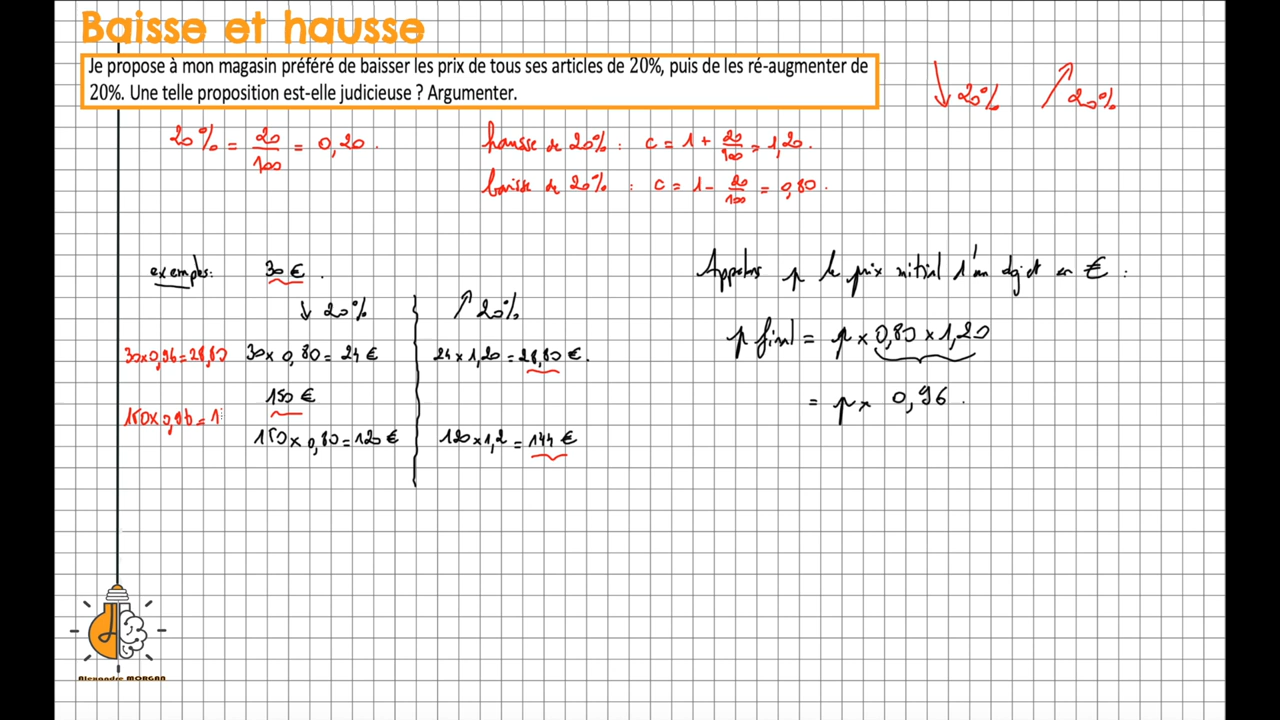 Baisse et hausse
Je propose à mon magasin préféré de baisser les prix de tous ses articles de 20%, puis de les ré-augmenter de
20%. Une telle proposition est-elle judicieuse ? Argumenter.
↓ 20% ↗ 20%
20% = 20/100 = 0,20.
hausse de 20% : c = 1 + 20/100 = 1,20.
baisse de 20% : c = 1 - 20/100 = 0,80.
exemples: 30 €.
↓ 20% ↗ 20%
30 × 0,96 = 28,80 30 × 0,80 = 24 € 24 × 1,20 = 28,80 €.
150 €
150 × 0,96 = 1
150 × 0,80 = 120 € 120 × 1,2 = 144 €
Appelons p le prix initial d'un objet en € :
p final = p × 0,80 × 1,20
= p × 0,96.
Alexandre MORGAN